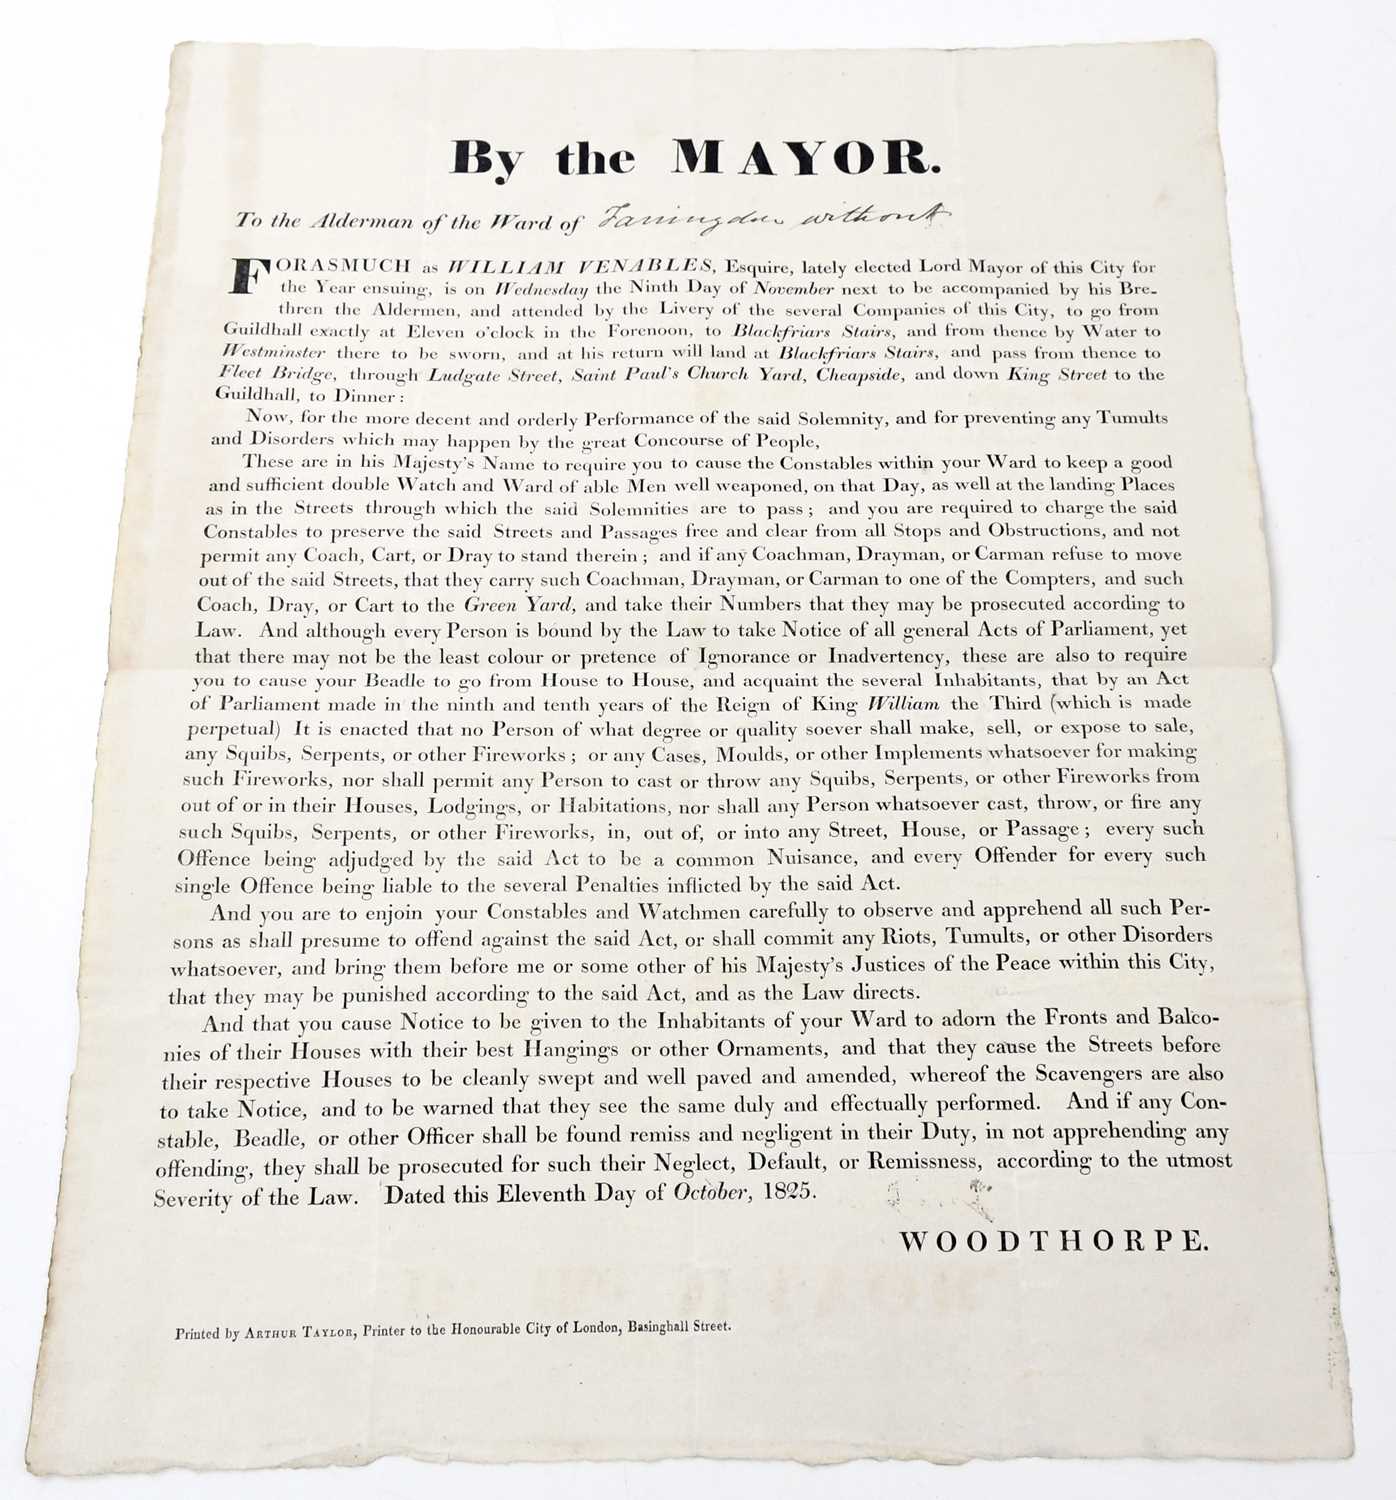 By the MAYOR.
To the Alderman of the Ward of Farringdon without
FORASMUCH as WILLIAM VENABLES, Esquire, lately elected Lord Mayor of this City for
the Year ensuing, is on Wednesday the Ninth Day of November next to be accompanied by his Bre-
thren the Aldermen, and attended by the Livery of the several Companies of this City, to go from
Guildhall exactly at Eleven o'clock in the Forenoon, to Blackfriars Stairs, and from thence by Water to
Westminster there to be sworn, and at his return will land at Blackfriars Stairs, and pass from thence to
Fleet Bridge, through Ludgate Street, Saint Paul's Church Yard, Cheapside, and down King Street to the
Guildhall, to Dinner:
Now, for the more decent and orderly Performance of the said Solemnity, and for preventing any Tumults
and Disorders which may happen by the great Concourse of People,
These are in his Majesty's Name to require you to cause the Constables within your Ward to keep a good
and sufficient double Watch and Ward of able Men well weaponed, on that Day, as well at the landing Places
as in the Streets through which the said Solemnities are to pass; and you are required to charge the said
Constables to preserve the said Streets and Passages free and clear from all Stops and Obstructions, and not
permit any Coach, Cart, or Dray to stand therein; and if any Coachman, Drayman, or Carman refuse to move
out of the said Streets, that they carry such Coachman, Drayman, or Carman to one of the Compters, and such
Coach, Dray, or Cart to the Green Yard, and take their Numbers that they may be prosecuted according to
Law. And although every Person is bound by the Law to take Notice of all general Acts of Parliament, yet
that there may not be the least colour or pretence of Ignorance or Inadvertency, these are also to require
you to cause your Beadle to go from House to House, and acquaint the several Inhabitants, that by an Act
of Parliament made in the ninth and tenth years of the Reign of King William the Third (which is made
perpetual) It is enacted that no Person of what degree or quality soever shall make, sell, or expose to sale,
any Squibs, Serpents, or other Fireworks; or any Cases, Moulds, or other Implements whatsoever for making
such Fireworks, nor shall permit any Person to cast or throw any Squibs, Serpents, or other Fireworks from
out of or in their Houses, Lodgings, or Habitations, nor shall any Person whatsoever cast, throw, or fire any
such Squibs, Serpents, or other Fireworks, in, out of, or into any Street, House, or Passage; every such
Offence being adjudged by the said Act to be a common Nuisance, and every Offender for every such
single Offence being liable to the several Penalties inflicted by the said Act.
And you are to enjoin your Constables and Watchmen carefully to observe and apprehend all such Per-
sons as shall presume to offend against the said Act, or shall commit any Riots, Tumults, or other Disorders
whatsoever, and bring them before me or some other of his Majesty's Justices of the Peace within this City,
that they may be punished according to the said Act, and as the Law directs.
And that you cause Notice to be given to the Inhabitants of your Ward to adorn the Fronts and Balco-
nies of their Houses with their best Hangings or other Ornaments, and that they cause the Streets before
their respective Houses to be cleanly swept and well paved and amended, whereof the Scavengers are also
to take Notice, and to be warned that they see the same duly and effectually performed. And if any Con-
stable, Beadle, or other Officer shall be found remiss and negligent in their Duty, in not apprehending any
offending, they shall be prosecuted for such their Neglect, Default, or Remissness, according to the utmost
Severity of the Law. Dated this Eleventh Day of October, 1825.
WOODTHORPE.
Printed by ARTHUR TAYLOR, Printer to the Honourable City of London, Basinghall Street.